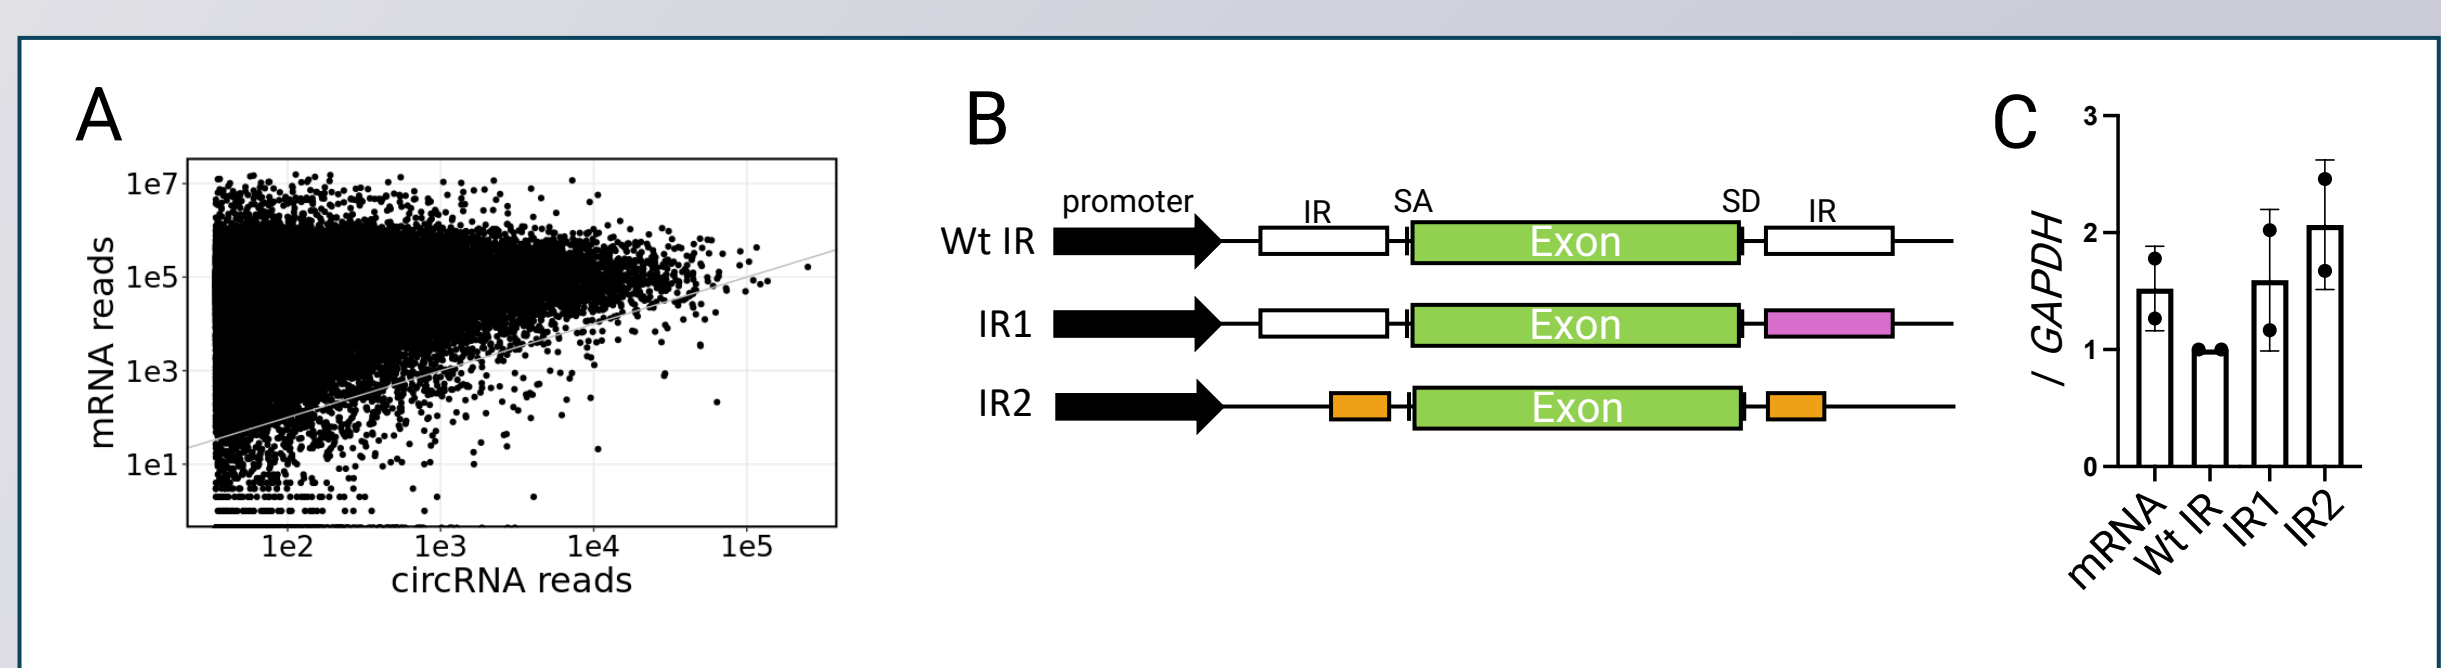 A
1e7
1e5
1e3
1e1
mRNA reads
1e2 1e3 1e4 1e5
circRNA reads
B
promoter IR SA SD IR
Wt IR Exon
IR1 Exon
IR2 Exon
C
3
2
1
0
/ GAPDH
mRNA
Wt IR
IR1
IR2